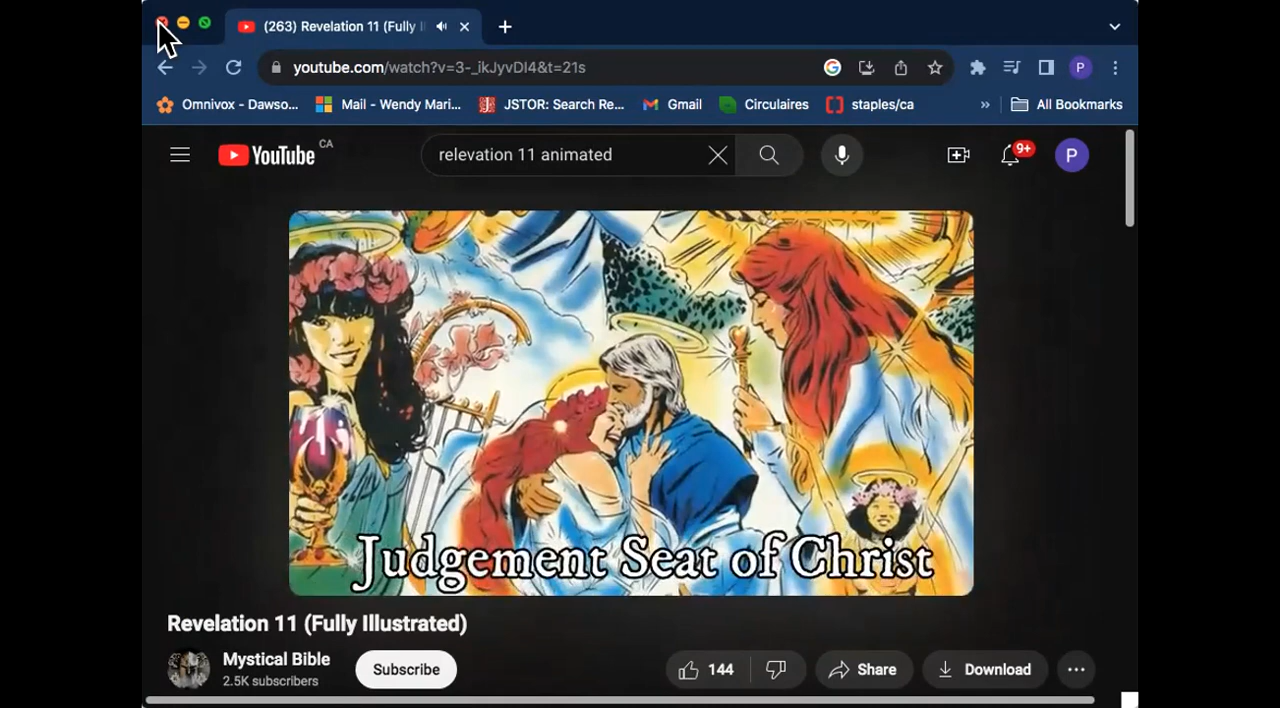 (263) Revelation 11 (Fully I
youtube.com/watch?v=3-_ikJyvDl4&t=21s
P
Omnivox - Dawso...
Mail - Wendy Mari...
JSTOR: Search Re...
Gmail
Circulaires
staples/ca
»
All Bookmarks
YouTube CA
relevation 11 animated
9+
P
Judgement Seat of Christ
Revelation 11 (Fully Illustrated)
Mystical Bible
2.5K subscribers
Subscribe
144
Share
Download